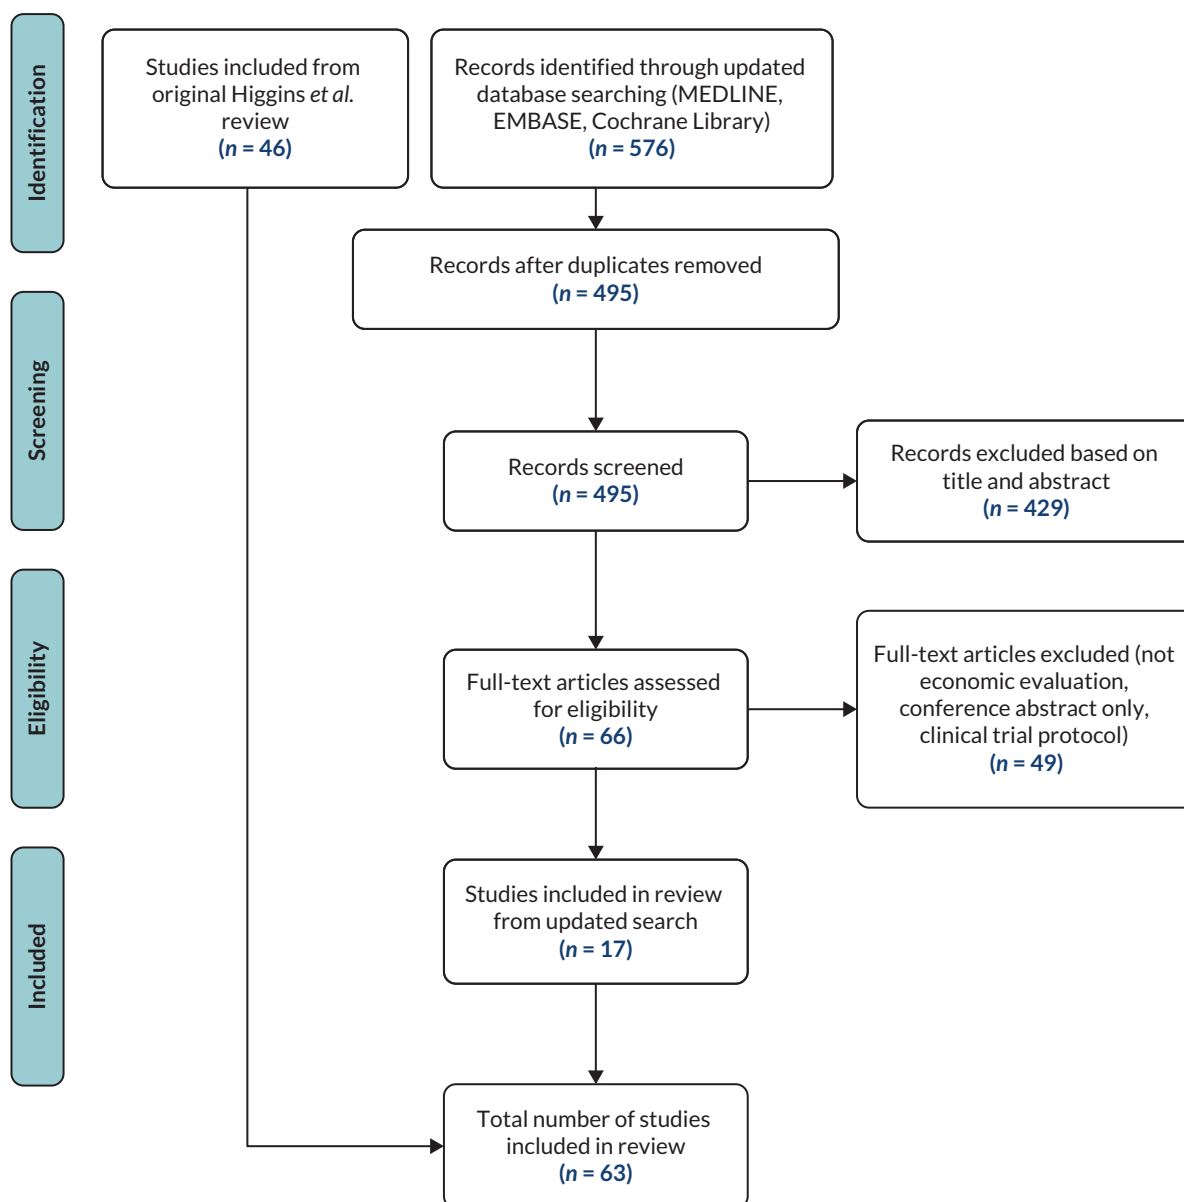 Identification
Studies included from
original Higgins et al.
review
(n = 46)
Records identified through updated
database searching (MEDLINE,
EMBASE, Cochrane Library)
(n = 576)
Records after duplicates removed
(n = 495)
Screening
Records screened
(n = 495)
Records excluded based on
title and abstract
(n = 429)
Eligibility
Full-text articles assessed
for eligibility
(n = 66)
Full-text articles excluded (not
economic evaluation,
conference abstract only,
clinical trial protocol)
(n = 49)
Included
Studies included in review
from updated search
(n = 17)
Total number of studies
included in review
(n = 63)